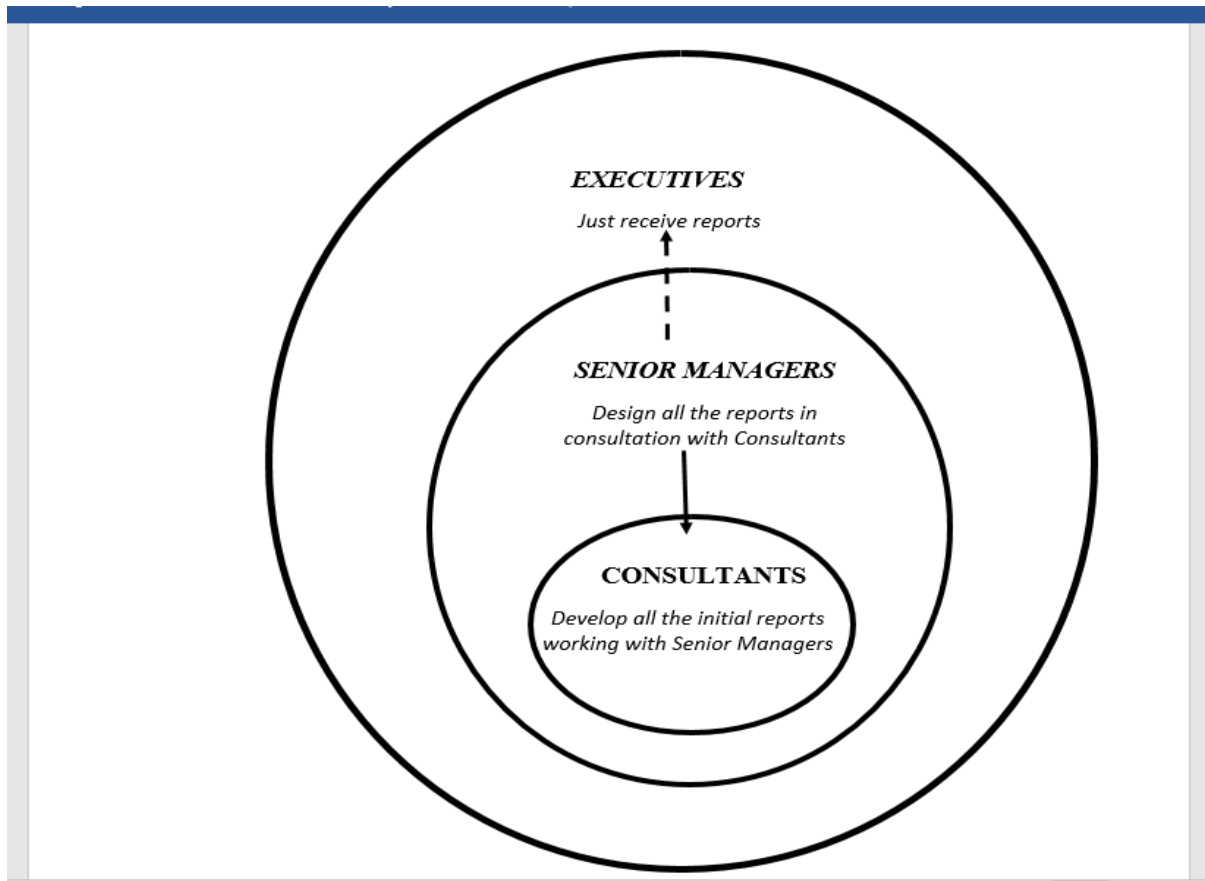 EXECUTIVES
Just receive reports
SENIOR MANAGERS
Design all the reports in
consultation with Consultants
CONSULTANTS
Develop all the initial reports
working with Senior Managers